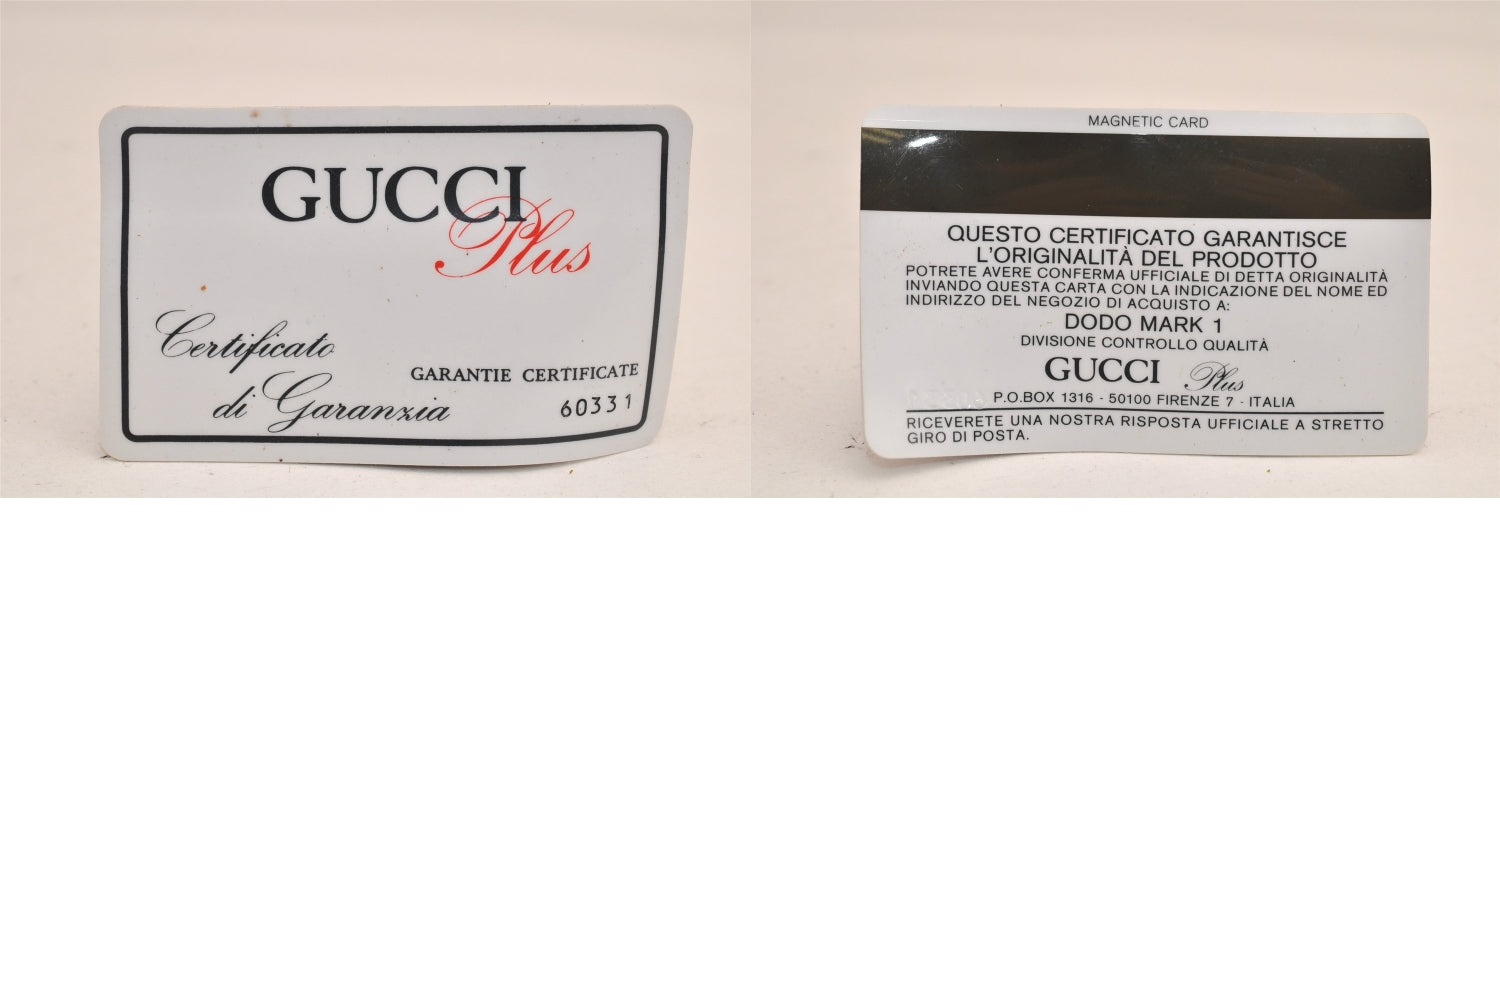 GUCCI
Plus
Certificato
di Garanzia
GARANTIE CERTIFICATE
60331
MAGNETIC CARD
QUESTO CERTIFICATO GARANTISCE
L'ORIGINALITÀ DEL PRODOTTO
POTRETE AVERE CONFERMA UFFICIALE DI DETTA ORIGINALITÀ
INVIANDO QUESTA CARTA CON LA INDICAZIONE DEL NOME ED
INDIRIZZO DEL NEGOZIO DI ACQUISTO A:
DODO MARK 1
DIVISIONE CONTROLLO QUALITÀ
GUCCI Plus
P.O.BOX 1316 - 50100 FIRENZE 7 - ITALIA
RICEVERETE UNA NOSTRA RISPOSTA UFFICIALE A STRETTO
GIRO DI POSTA.